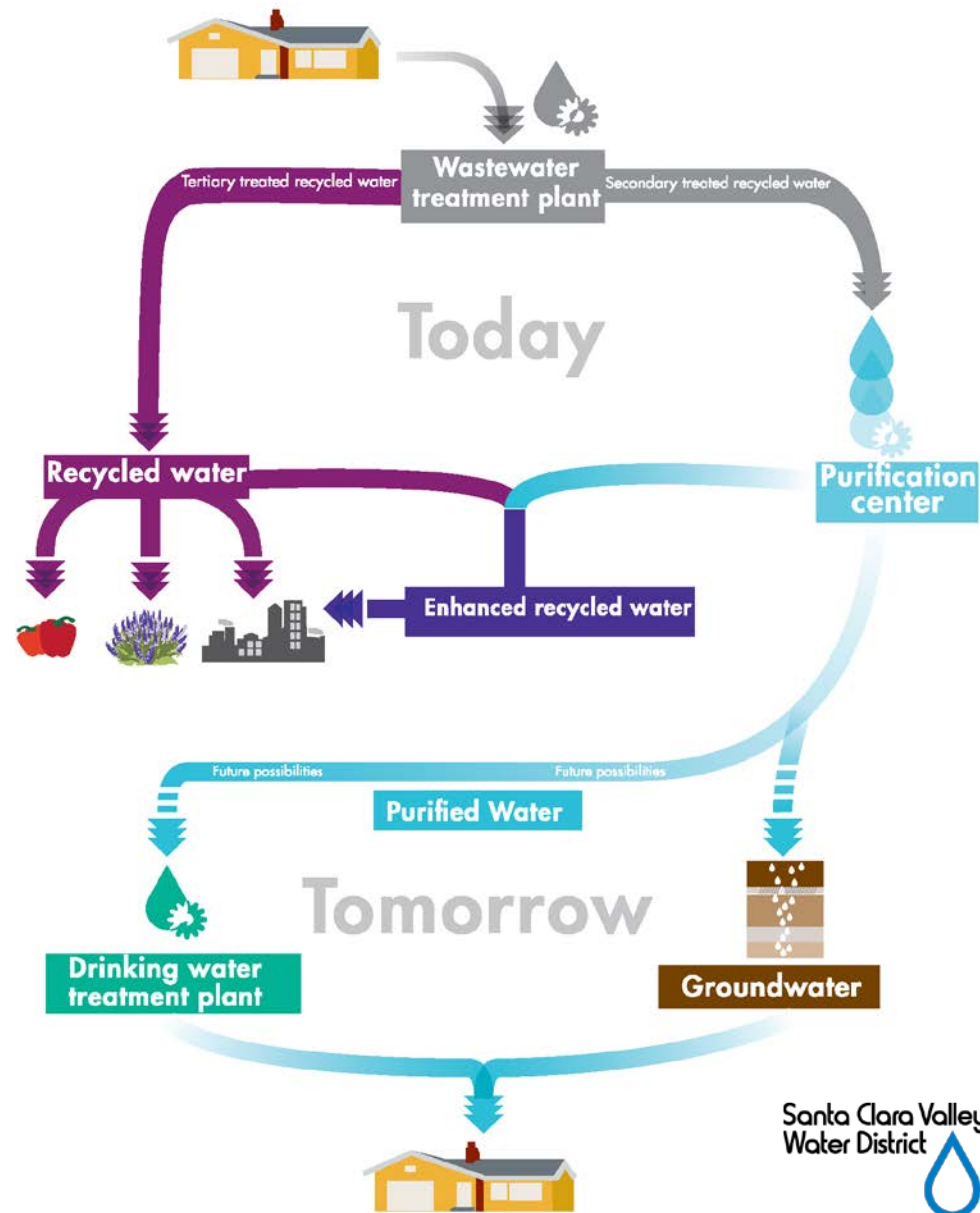 Wastewater
treatment plant
Tertiary treated recycled water
Secondary treated recycled water
Today
Recycled water
Purification
center
Enhanced recycled water
Future possibilities
Future possibilities
Purified Water
Tomorrow
Drinking water
treatment plant
Groundwater
Santa Clara Valley
Water District